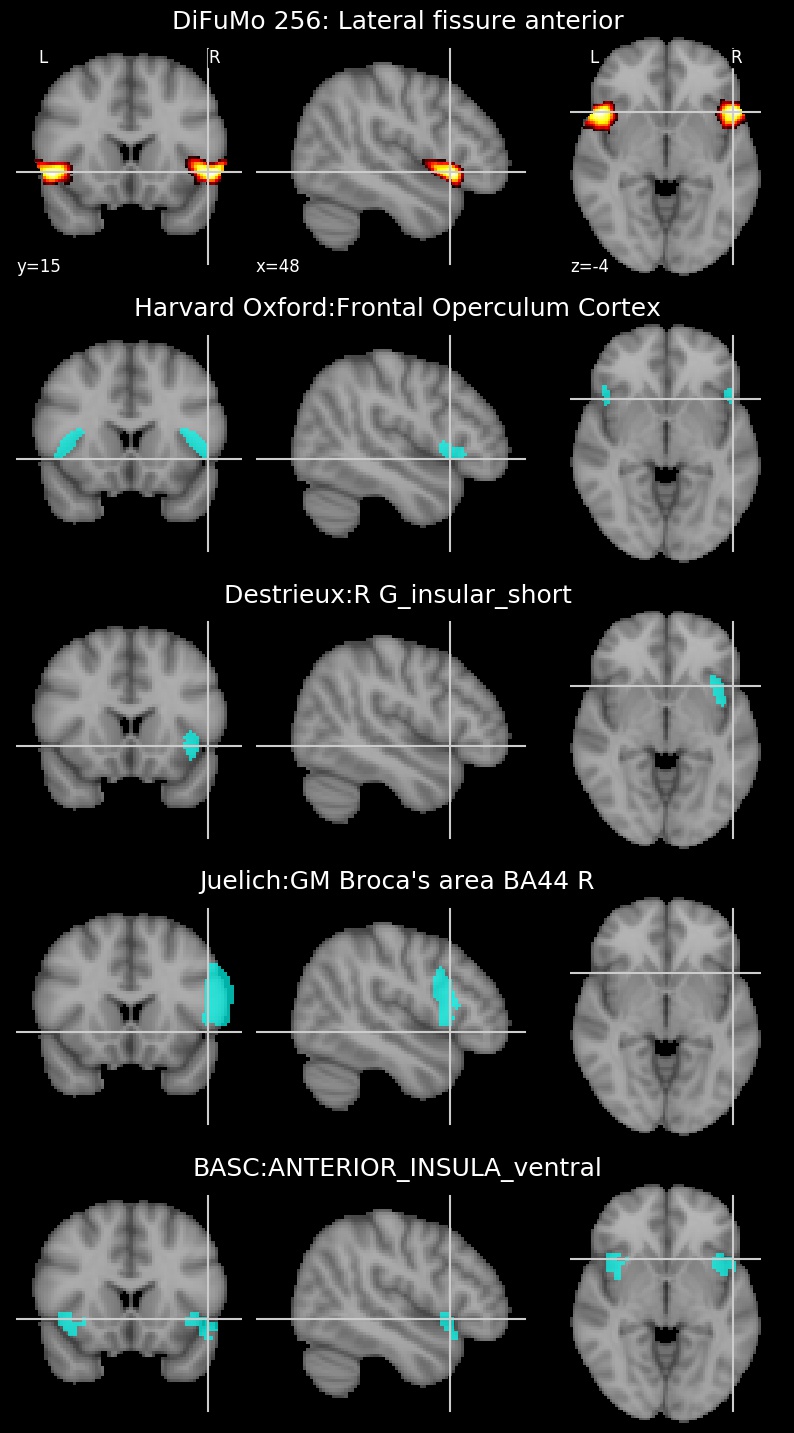 DiFuMo 256: Lateral fissure anterior
L R L R
y=15 x=48 z=-4
Harvard Oxford:Frontal Operculum Cortex
Destrieux:R G_insular_short
Juelich:GM Broca's area BA44 R
BASC:ANTERIOR_INSULA_ventral